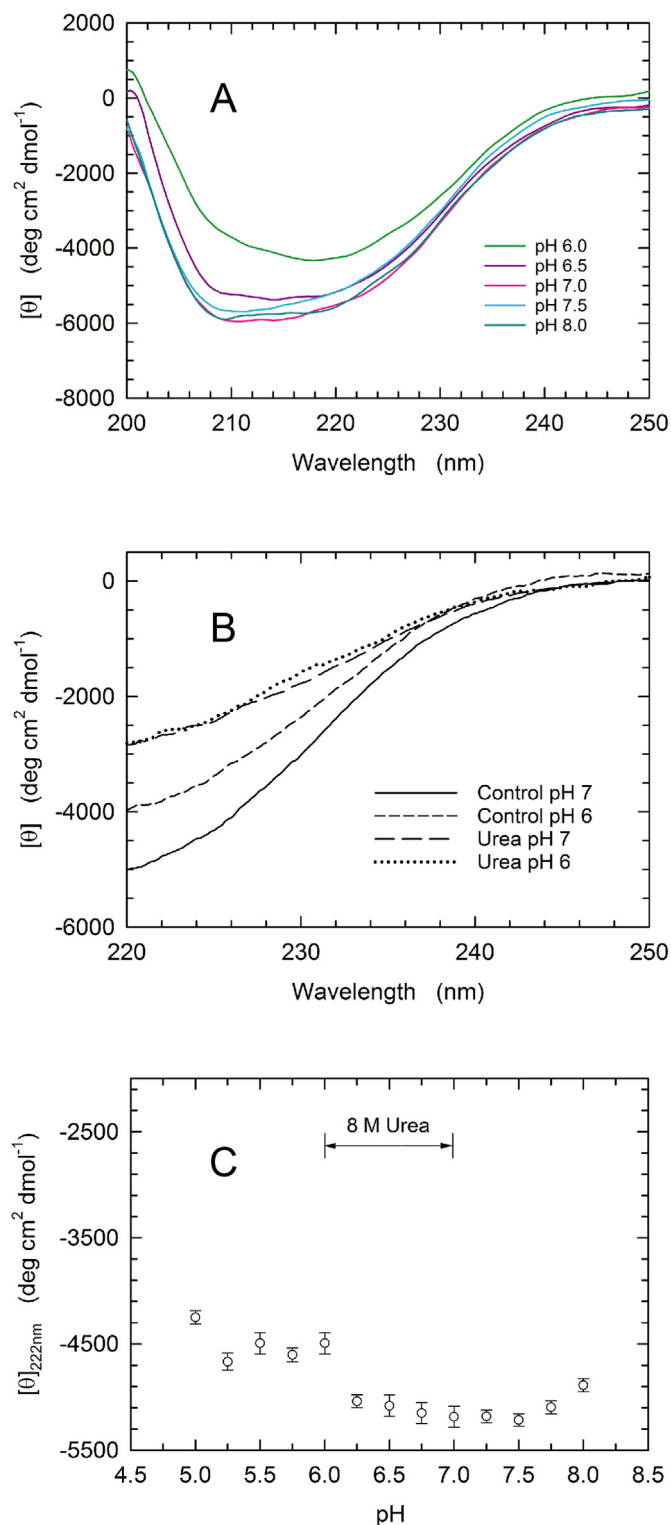 2000
0
-2000
-4000
-6000
-8000
[θ] (deg cm² dmol⁻¹)
A
pH 6.0
pH 6.5
pH 7.0
pH 7.5
pH 8.0
200 210 220 230 240 250
Wavelength (nm)
0
-2000
-4000
-6000
[θ] (deg cm² dmol⁻¹)
B
Control pH 7
Control pH 6
Urea pH 7
Urea pH 6
220 230 240 250
Wavelength (nm)
-2500
-3500
-4500
-5500
[θ]₂₂₂nm (deg cm² dmol⁻¹)
8 M Urea
C
4.5 5.0 5.5 6.0 6.5 7.0 7.5 8.0 8.5
pH